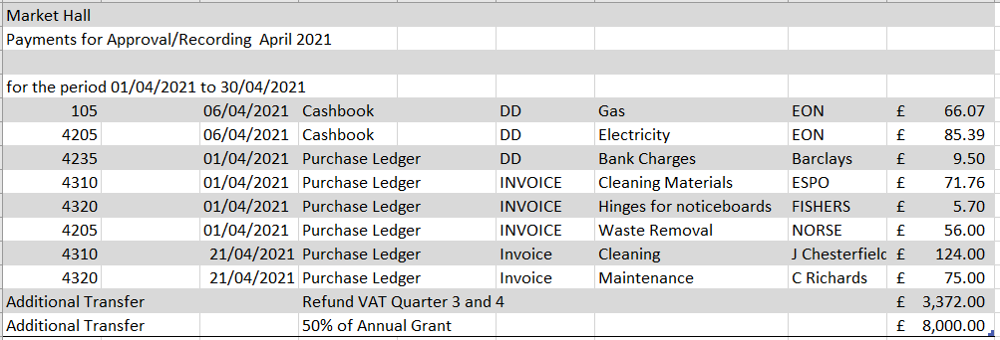 Market Hall
Payments for Approval/Recording April 2021
for the period 01/04/2021 to 30/04/2021
105 06/04/2021 Cashbook DD Gas EON £ 66.07
4205 06/04/2021 Cashbook DD Electricity EON £ 85.39
4235 01/04/2021 Purchase Ledger DD Bank Charges Barclays £ 9.50
4310 01/04/2021 Purchase Ledger INVOICE Cleaning Materials ESPO £ 71.76
4320 01/04/2021 Purchase Ledger INVOICE Hinges for noticeboards FISHERS £ 5.70
4205 01/04/2021 Purchase Ledger INVOICE Waste Removal NORSE £ 56.00
4310 21/04/2021 Purchase Ledger Invoice Cleaning J Chesterfield £ 124.00
4320 21/04/2021 Purchase Ledger Invoice Maintenance C Richards £ 75.00
Additional Transfer Refund VAT Quarter 3 and 4 £ 3,372.00
Additional Transfer 50% of Annual Grant £ 8,000.00